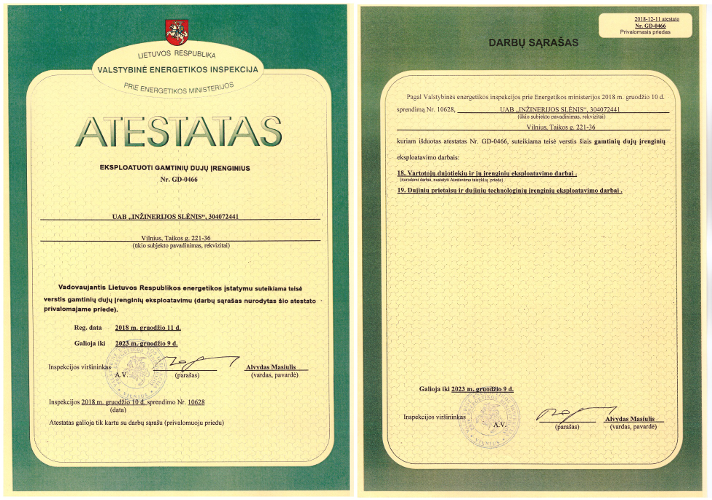 LIETUVOS RESPUBLIKA
VALSTYBINĖ ENERGETIKOS INSPEKCIJA
PRIE ENERGETIKOS MINISTERIJOS
ATESTATAS
EKSPLOATUOTI GAMTINIŲ DUJŲ ĮRENGINIUS
Nr. GD-0466
UAB „INŽINERIJOS SLĖNIS“, 304072441
Vilnius, Taikos g. 221-36
(ūkio subjekto pavadinimas, rekvizitai)
Vadovaujantis Lietuvos Respublikos energetikos įstatymu suteikiama teisė
verstis gamtinių dujų įrenginių eksploatavimu (darbų sąrašas nurodytas šio atestato
privalomajame priede).
Reg. data 2018 m. gruodžio 11 d.
Galioja iki 2023 m. gruodžio 9 d.
Inspekcijos viršininkas
A.V.
(parašas)
Alvydas Masiulis
(vardas, pavardė)
Inspekcijos 2018 m. gruodžio 10 d. sprendimo Nr. 10628
(data)
Atestatas galioja tik kartu su darbų sąrašu (privalomuoju priedu)
2018-12-11 atestato
Nr. GD-0466
Privalomasis priedas
DARBŲ SĄRAŠAS
Pagal Valstybinės energetikos inspekcijos prie Energetikos ministerijos 2018 m. gruodžio 10 d.
sprendimą Nr. 10628, UAB „INŽINERIJOS SLĖNIS“, 304072441
(ūkio subjekto pavadinimas, rekvizitai)
Vilnius, Taikos g. 221-36
kuriam išduotas atestatas Nr. GD-0466, suteikiama teisė verstis šiais gamtinių dujų įrenginių
eksploatavimo darbais:
18. Vartotojų dujotiekių ir jų įrenginių eksploatavimo darbai .
19. Dujinių prietaisų ir dujinių technologinių įrenginių eksploatavimo darbai .
Galioja iki 2023 m. gruodžio 9 d.
Inspekcijos viršininkas
A.V.
(parašas)
Alvydas Masiulis
(vardas, pavardė)